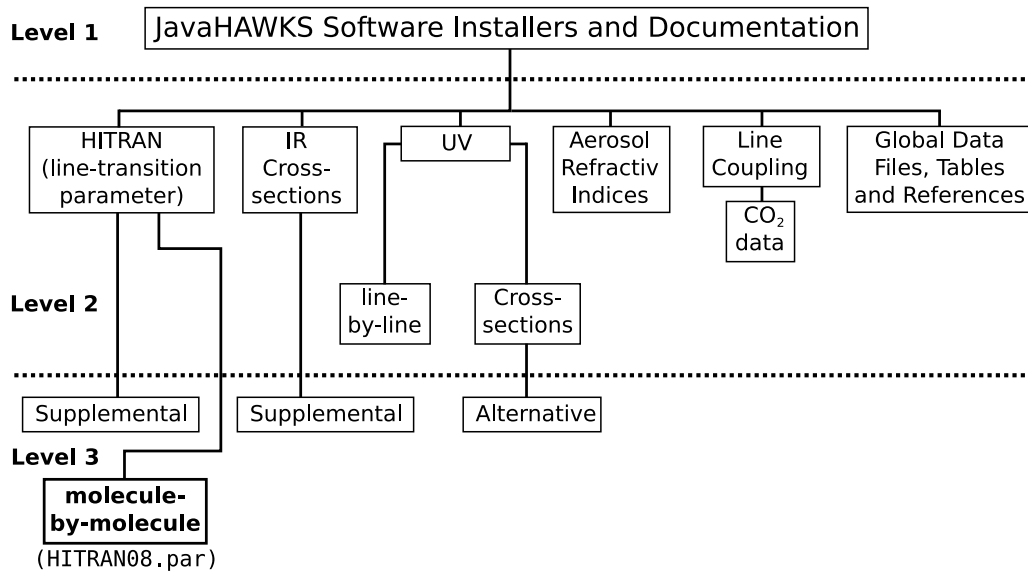 Level 1
JavaHAWKS Software Installers and Documentation
HITRAN
(line-transition
parameter)
IR
Cross-
sections
UV
Aerosol
Refractiv
Indices
Line
Coupling
Global Data
Files, Tables
and References
CO₂
data
Level 2
line-
by-line
Cross-
sections
Supplemental
Supplemental
Alternative
Level 3
molecule-
by-molecule
(HITRAN08.par)